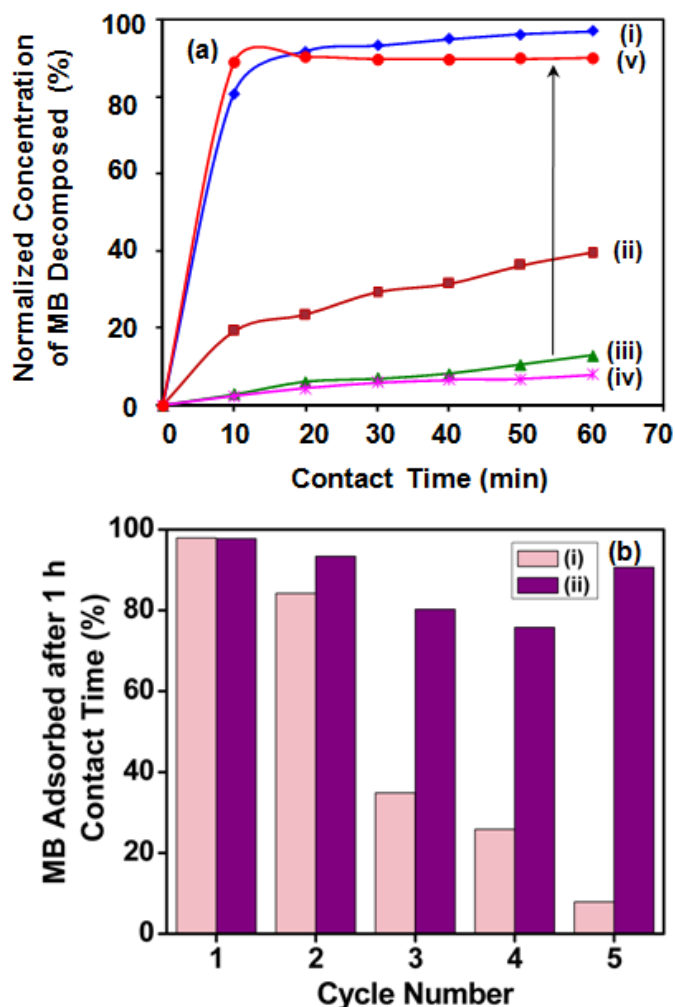 (a)
100
80
60
40
20
0
Normalized Concentration
of MB Decomposed (%)
(i)
(v)
(ii)
(iii)
(iv)
0 10 20 30 40 50 60 70
Contact Time (min)
(b)
(i)
(ii)
100
80
60
40
20
0
MB Adsorbed after 1 h
Contact Time (%)
1 2 3 4 5
Cycle Number